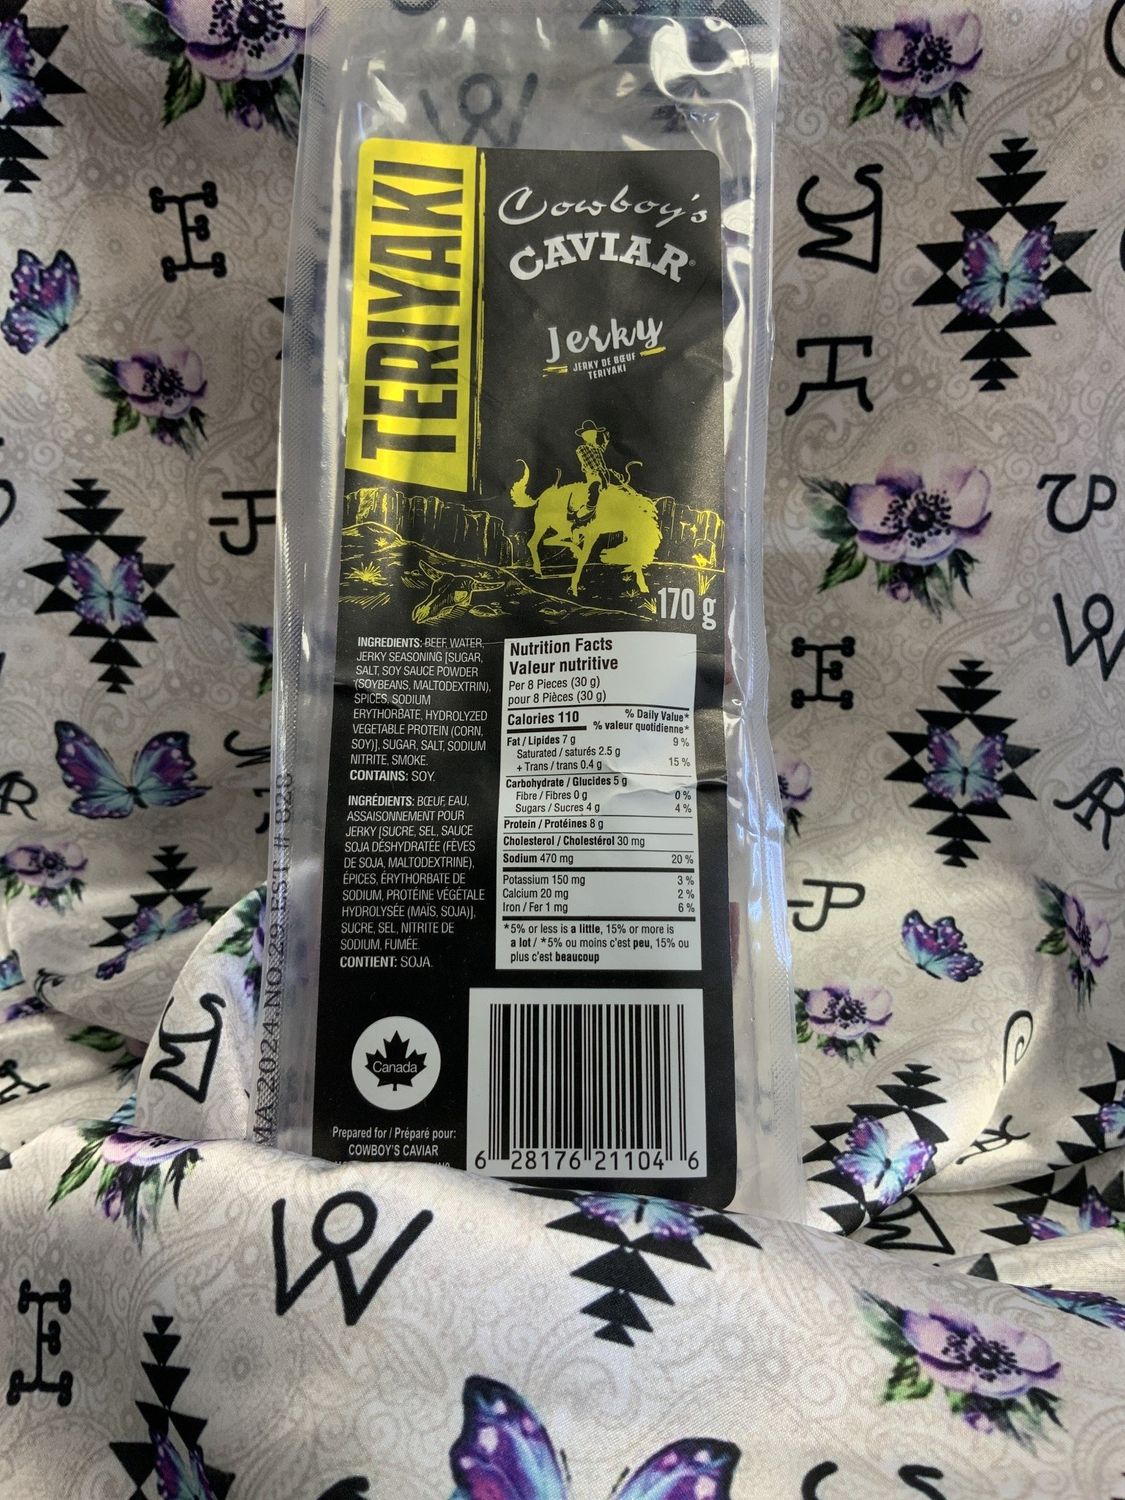 TERIYAKI
Cowboy's
CAVIAR
Jerky
JERKY DE BŒUF
TERIYAKI
170 g
INGREDIENTS: BEEF, WATER,
JERKY SEASONING [SUGAR,
SALT, SOY SAUCE POWDER
(SOYBEANS, MALTODEXTRIN),
SPICES, SODIUM
ERYTHORBATE, HYDROLYZED
VEGETABLE PROTEIN (CORN,
SOY)], SUGAR, SALT, SODIUM
NITRITE, SMOKE.
CONTAINS: SOY.
INGRÉDIENTS: BŒUF, EAU,
ASSAISONNEMENT POUR
JERKY [SUCRE, SEL, SAUCE
SOJA DÉSHYDRATÉE (FÈVES
DE SOJA, MALTODEXTRINE),
ÉPICES, ÉRYTHORBATE DE
SODIUM, PROTÉINE VÉGÉTALE
HYDROLYSÉE (MAÏS, SOJA)],
SUCRE, SEL, NITRITE DE
SODIUM, FUMÉE.
CONTIENT: SOJA.
Nutrition Facts
Valeur nutritive
Per 8 Pieces (30 g)
pour 8 Pièces (30 g)
Calories 110 % Daily Value*
% valeur quotidienne*
Fat / Lipides 7 g 9 %
Saturated / saturés 2.5 g
+ Trans / trans 0.4 g 15 %
Carbohydrate / Glucides 5 g
Fibre / Fibres 0 g 0 %
Sugars / Sucres 4 g 4 %
Protein / Protéines 8 g
Cholesterol / Cholestérol 30 mg
Sodium 470 mg 20 %
Potassium 150 mg 3 %
Calcium 20 mg 2 %
Iron / Fer 1 mg 6 %
*5% or less is a little, 15% or more is
a lot / *5% ou moins c'est peu, 15% ou
plus c'est beaucoup
Canada
Prepared for / Préparé pour:
COWBOY'S CAVIAR
6 28176 21104 6
MA 2024.NO.29 EST. # 828